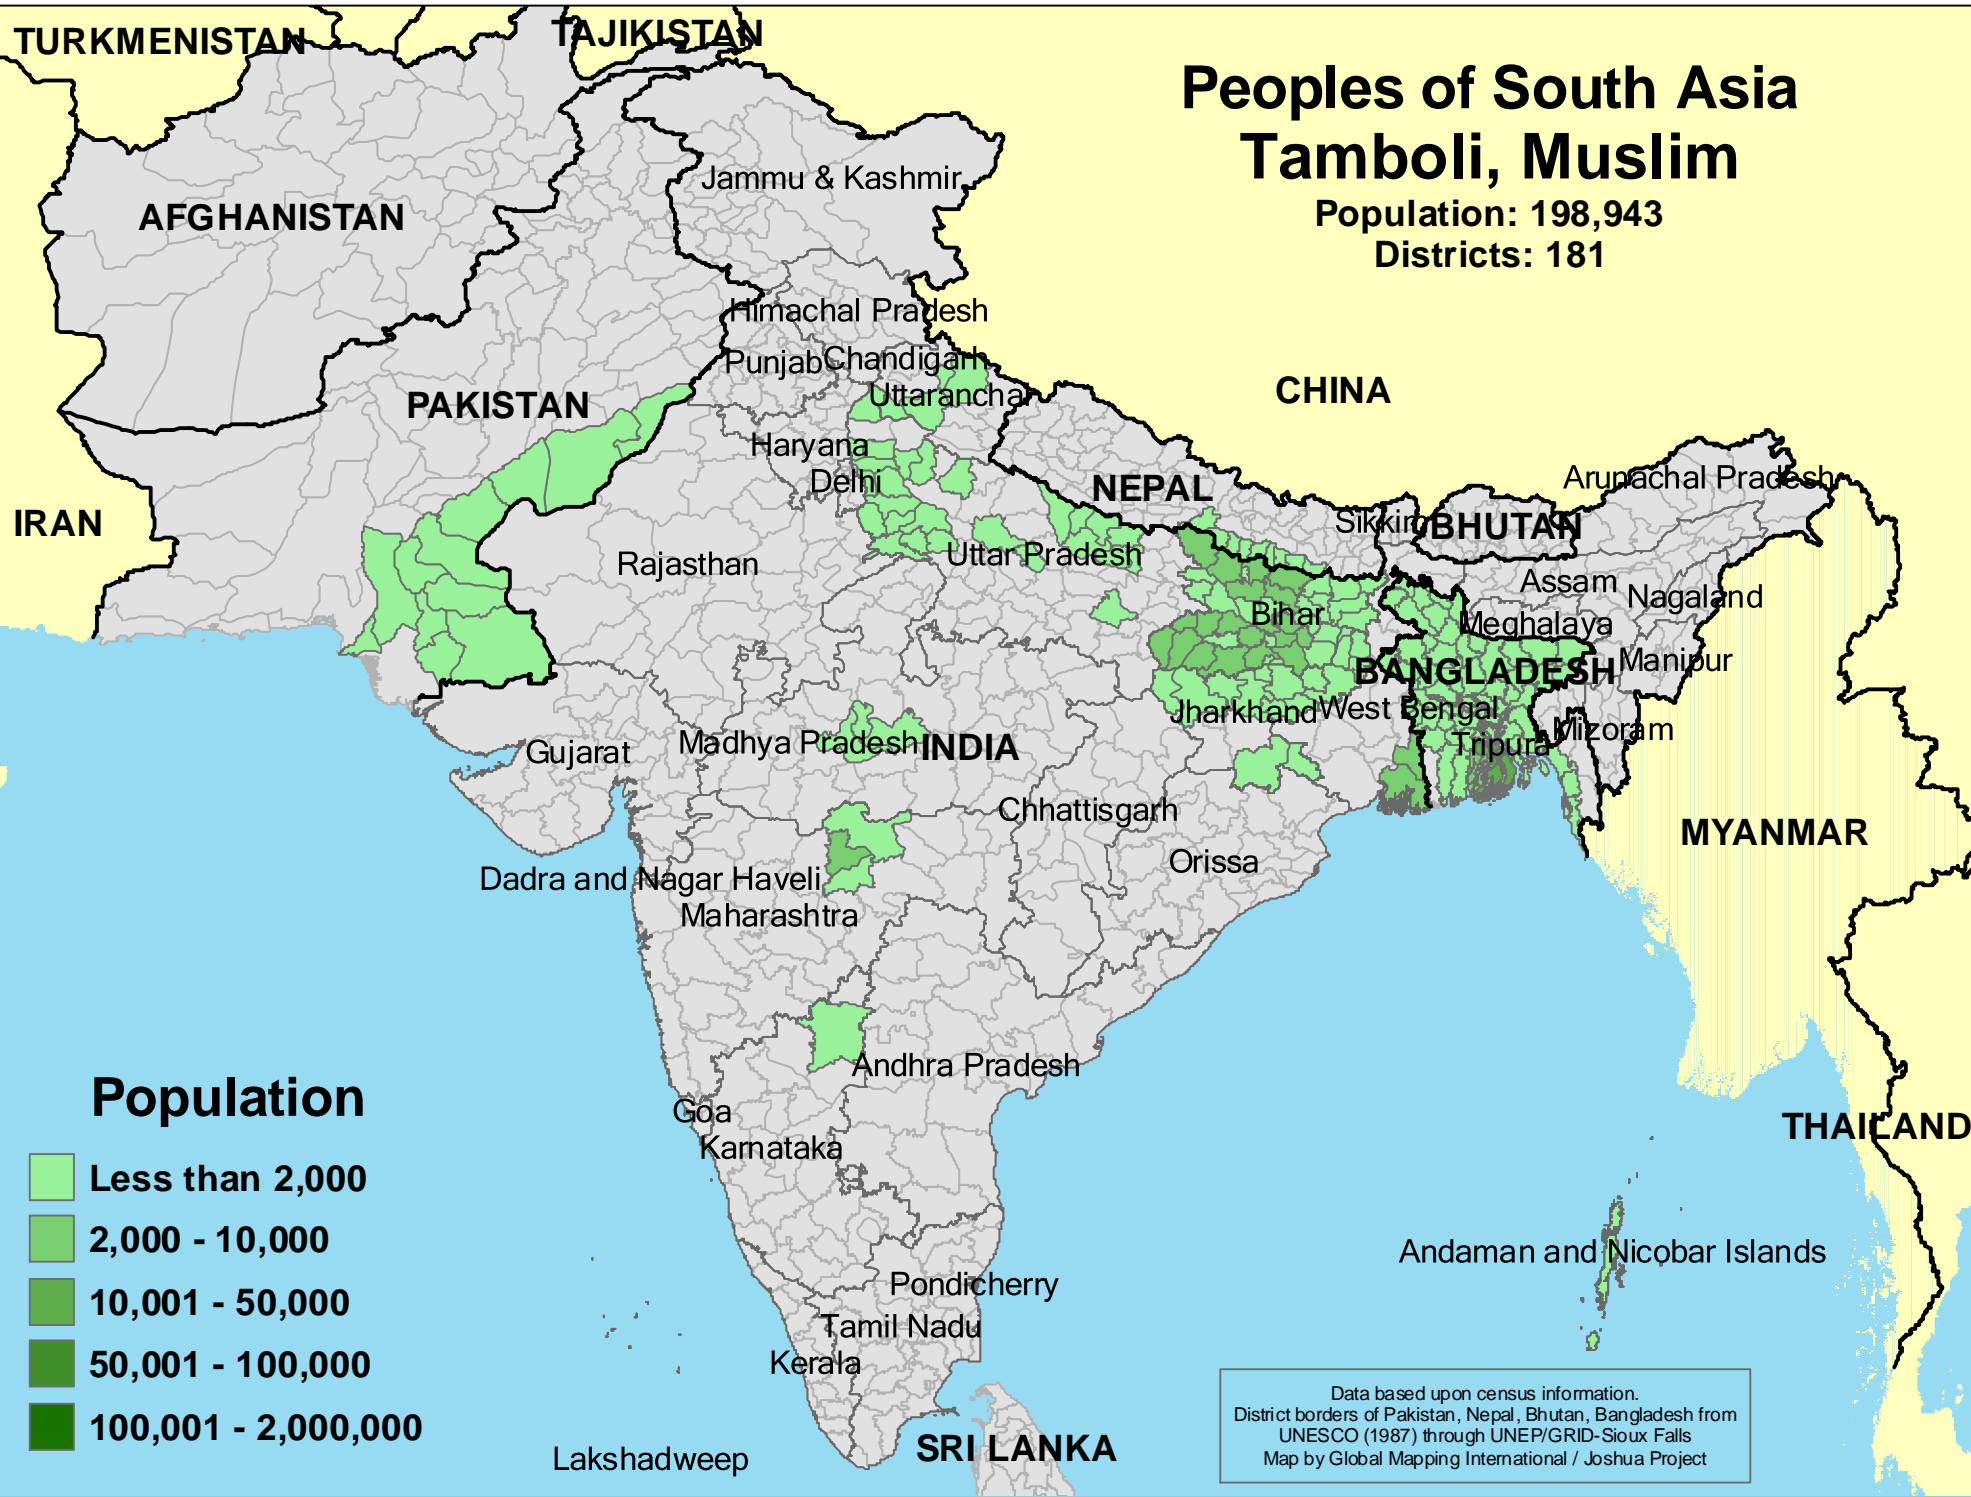 TURKMENISTAN
TAJIKISTAN
Peoples of South Asia
Tamboli, Muslim
Population: 198,943
Districts: 181
Jammu & Kashmir
AFGHANISTAN
Himachal Pradesh
Punjab
Chandigarh
CHINA
Uttaranchal
PAKISTAN
Haryana
Delhi
NEPAL
Arunachal Pradesh
IRAN
Sikkim
BHUTAN
Uttar Pradesh
Rajasthan
Assam
Nagaland
Bihar
Meghalaya
BANGLADESH
Manipur
Jharkhand
West Bengal
Mizoram
Tripura
Gujarat
Madhya Pradesh
INDIA
Chhattisgarh
MYANMAR
Orissa
Dadra and Nagar Haveli
Maharashtra
Andhra Pradesh
Goa
Karnataka
THAILAND
Population
Less than 2,000
2,000 - 10,000
10,001 - 50,000
50,001 - 100,000
100,001 - 2,000,000
Andaman and Nicobar Islands
Pondicherry
Tamil Nadu
Kerala
Lakshadweep
SRI LANKA
Data based upon census information.
District borders of Pakistan, Nepal, Bhutan, Bangladesh from
UNESCO (1987) through UNEP/GRID-Sioux Falls
Map by Global Mapping International / Joshua Project